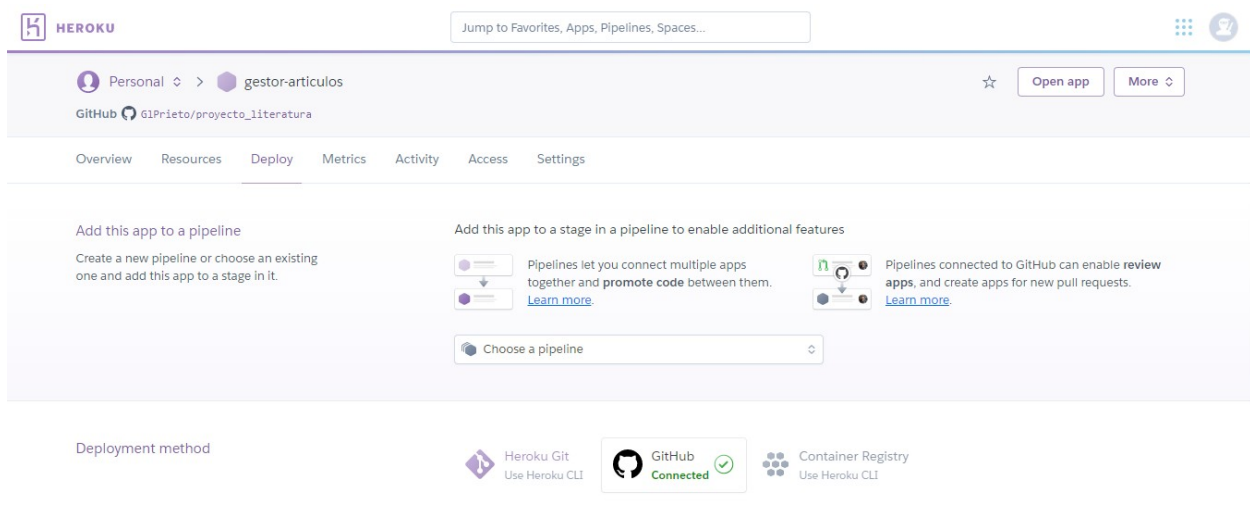 HEROKU
Jump to Favorites, Apps, Pipelines, Spaces...
Personal > gestor-articulos
Open app
More
GitHub GlPrieto/proyecto_literatura
Overview Resources Deploy Metrics Activity Access Settings
Add this app to a pipeline
Create a new pipeline or choose an existing
one and add this app to a stage in it.
Add this app to a stage in a pipeline to enable additional features
Pipelines let you connect multiple apps
together and promote code between them.
Learn more.
Pipelines connected to GitHub can enable review
apps, and create apps for new pull requests.
Learn more.
Choose a pipeline
Deployment method
Heroku Git
Use Heroku CLI
GitHub
Connected
Container Registry
Use Heroku CLI